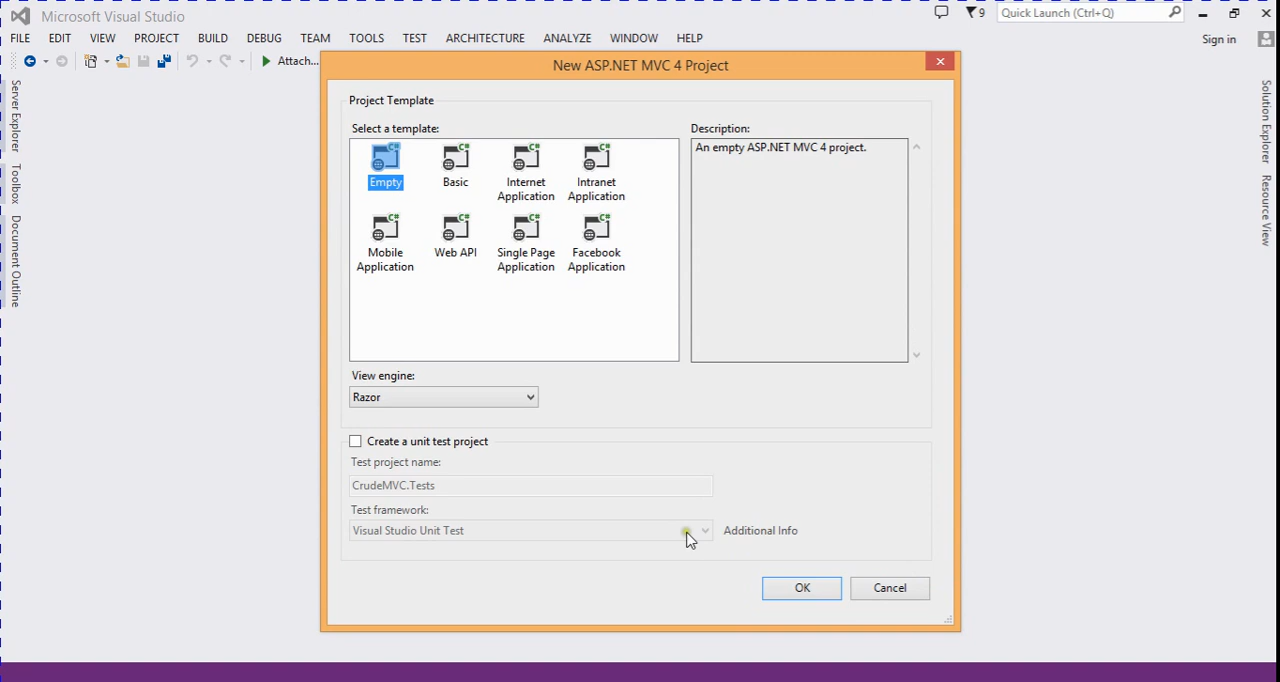 Microsoft Visual Studio
9
Quick Launch (Ctrl+Q)
FILE EDIT VIEW PROJECT BUILD DEBUG TEAM TOOLS TEST ARCHITECTURE ANALYZE WINDOW HELP
Sign in
Attach...
New ASP.NET MVC 4 Project
Server Explorer
Toolbox
Document Outline
Solution Explorer
Resource View
Project Template
Select a template:
Description:
C# C# C# C#
Empty Basic Internet Application Intranet Application
C# C# C# C#
Mobile Application Web API Single Page Application Facebook Application
An empty ASP.NET MVC 4 project.
View engine:
Razor
Create a unit test project
Test project name:
CrudeMVC.Tests
Test framework:
Visual Studio Unit Test
Additional Info
OK Cancel